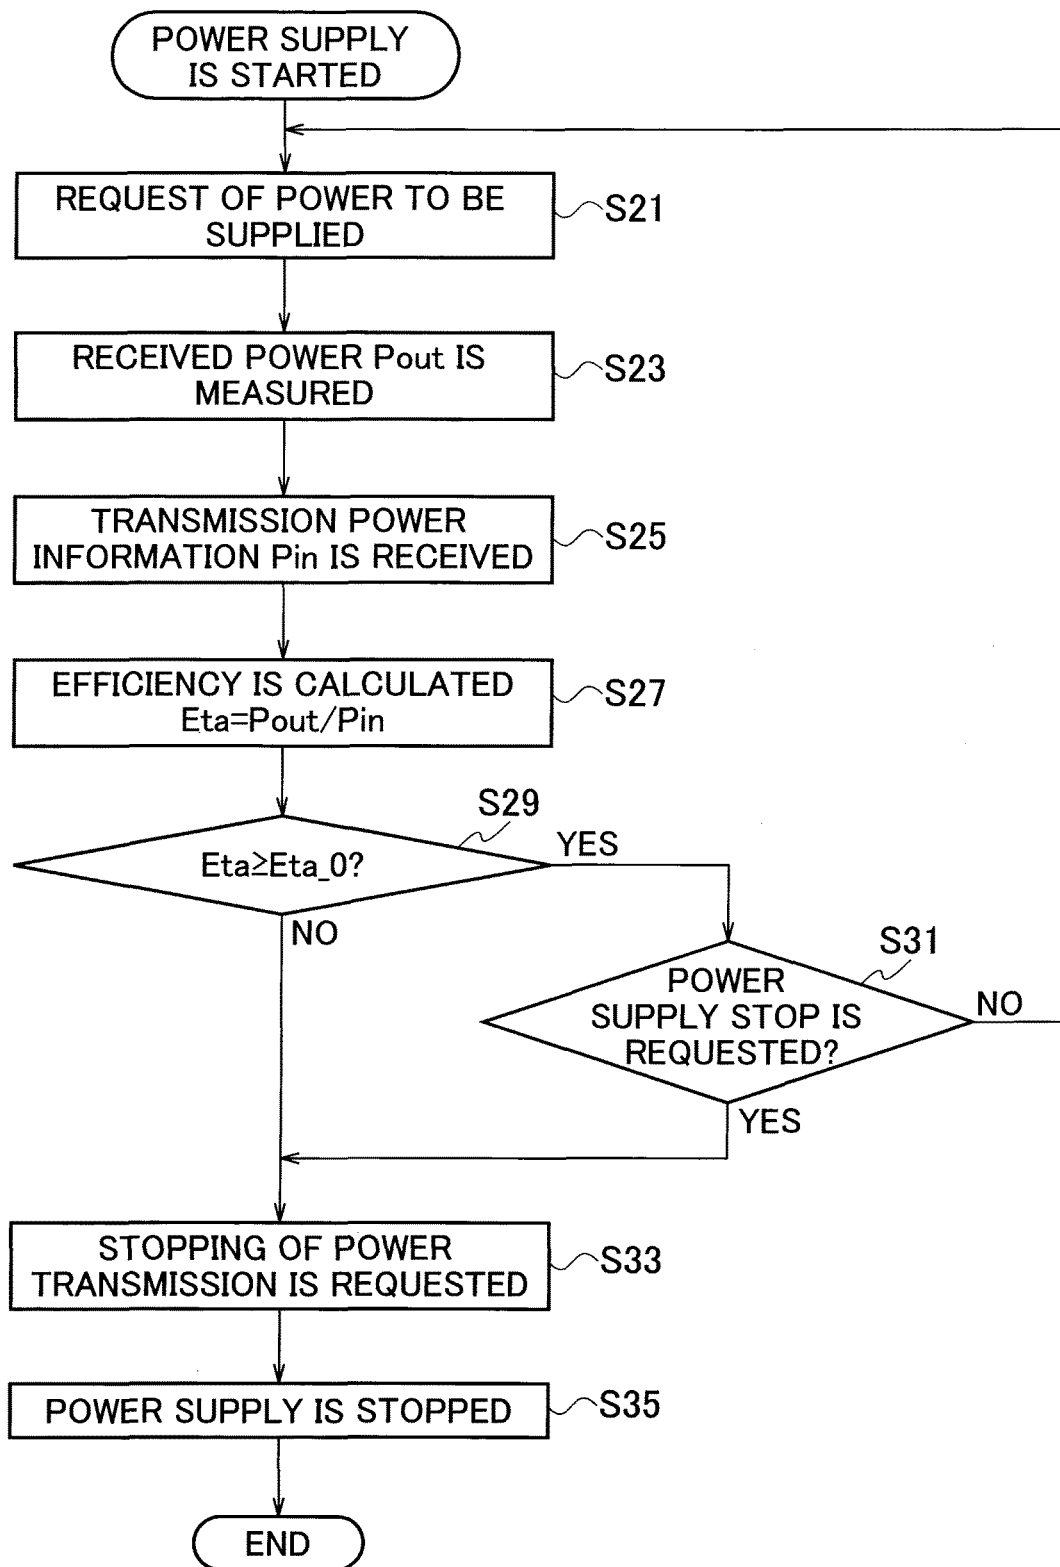 POWER SUPPLY
IS STARTED
REQUEST OF POWER TO BE
SUPPLIED
S21
RECEIVED POWER Pout IS
MEASURED
S23
TRANSMISSION POWER
INFORMATION Pin IS RECEIVED
S25
EFFICIENCY IS CALCULATED
Eta=Pout/Pin
S27
S29
Eta≥Eta_0?
YES
NO
S31
POWER
SUPPLY STOP IS
REQUESTED?
NO
YES
STOPPING OF POWER
TRANSMISSION IS REQUESTED
S33
POWER SUPPLY IS STOPPED
S35
END